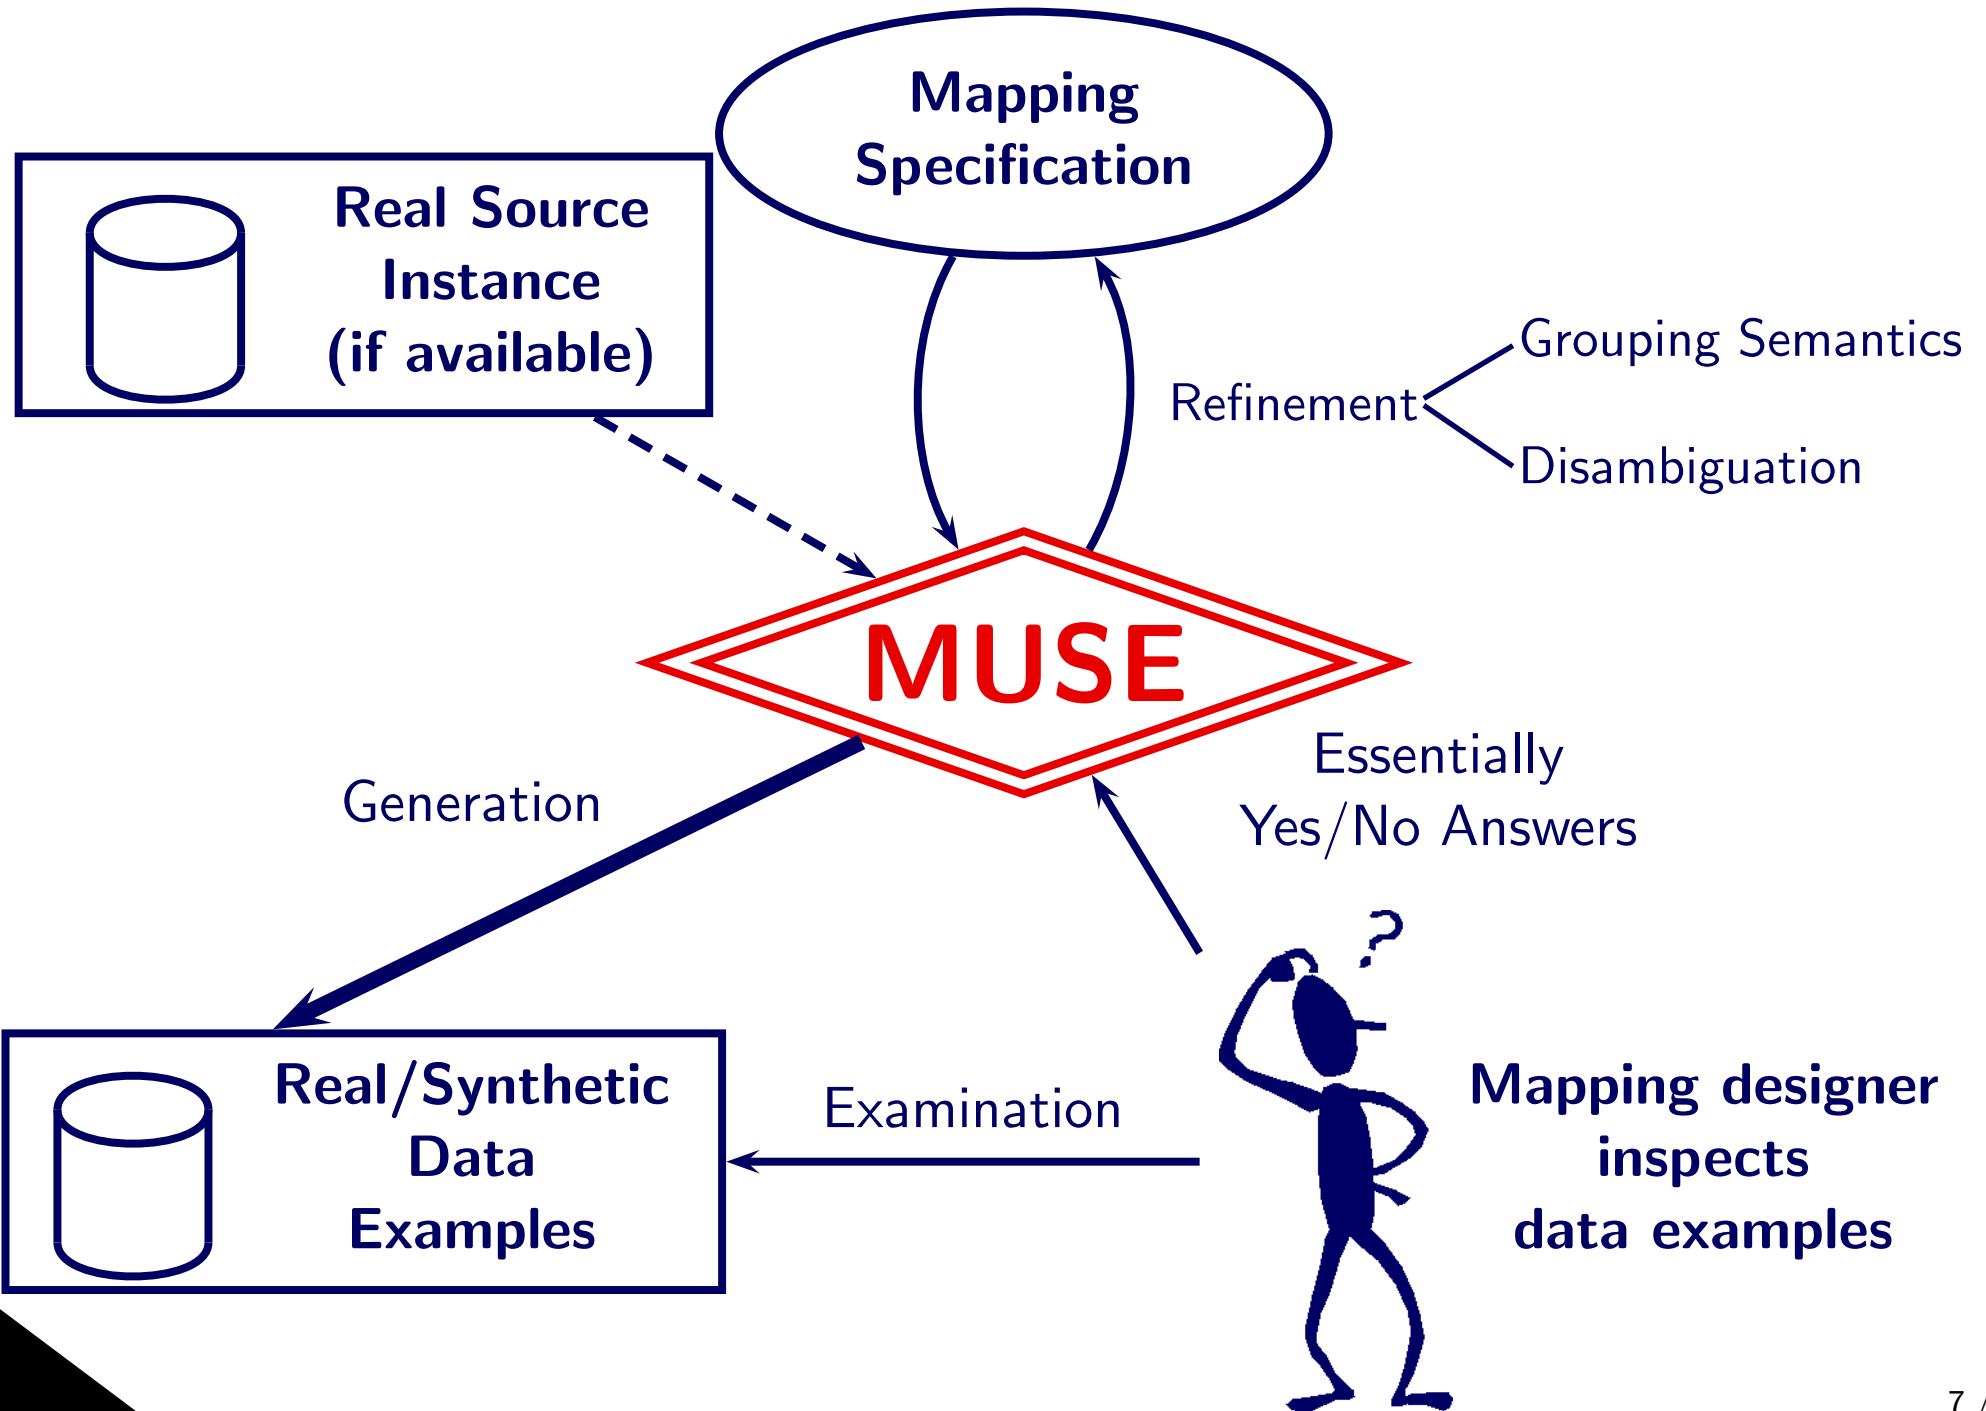 Mapping
Specification
Real Source
Instance
(if available)
Grouping Semantics
Refinement
Disambiguation
MUSE
Essentially
Yes/No Answers
Generation
?
Real/Synthetic
Data
Examples
Examination
Mapping designer
inspects
data examples
7 /